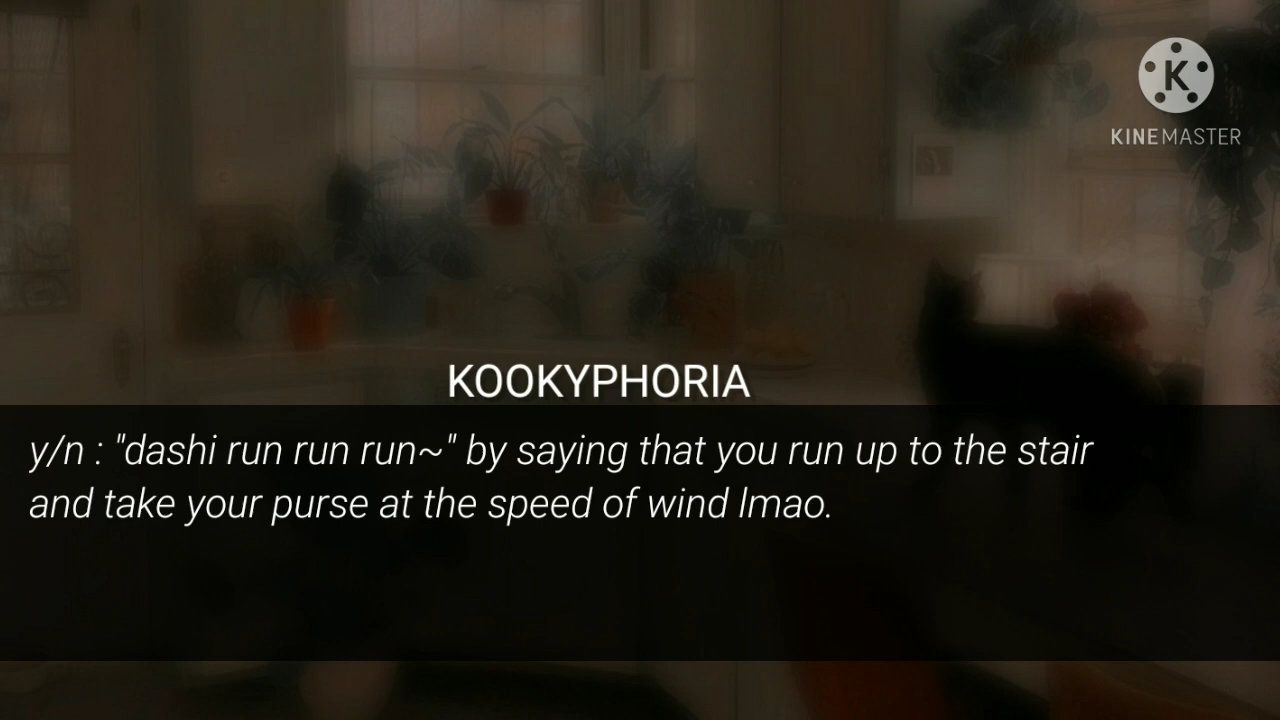 KINEMASTER
KOOKYPHORIA
y/n : "dashi run run run~" by saying that you run up to the stair
and take your purse at the speed of wind lmao.